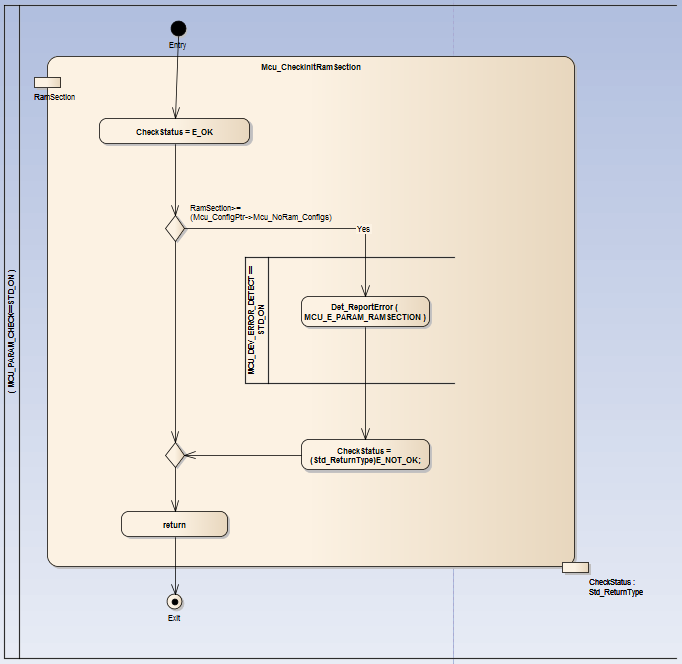 Entry
Mcu_CheckInitRamSection
RamSection
CheckStatus = E_OK
RamSection>=
(Mcu_ConfigPtr->Mcu_NoRam_Configs)
Yes
( MCU_PARAM_CHECK==STD_ON )
MCU_DEV_ERROR_DETECT ==
STD_ON
Det_ReportError (
MCU_E_PARAM_RAMSECTION )
CheckStatus =
(Std_ReturnType)E_NOT_OK;
return
CheckStatus :
Std_ReturnType
Exit